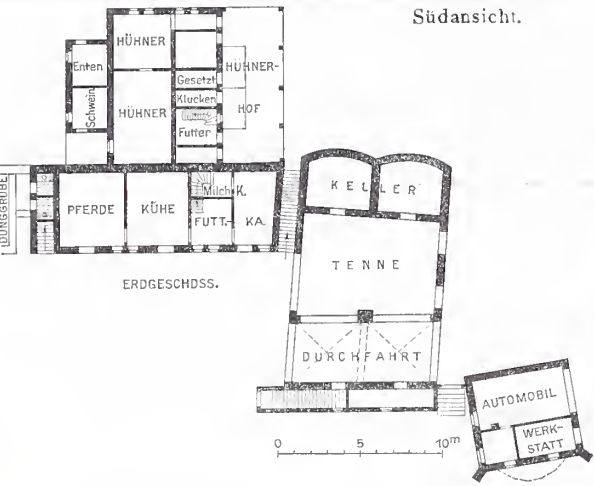 Südansicht.
HÜHNER
Enten
Gesetzt
HÜHNER-
HOF
Schwein
HÜHNER
Klucken
Futter
DUNGGRUBE
PFERDE
KÜHE
Milch K.
FUTT.-
KA.
ERDGESCHOSS.
KELLER
TENNE
DURCHFAHRT
AUTOMOBIL
WERK-
STATT
0 5 10m